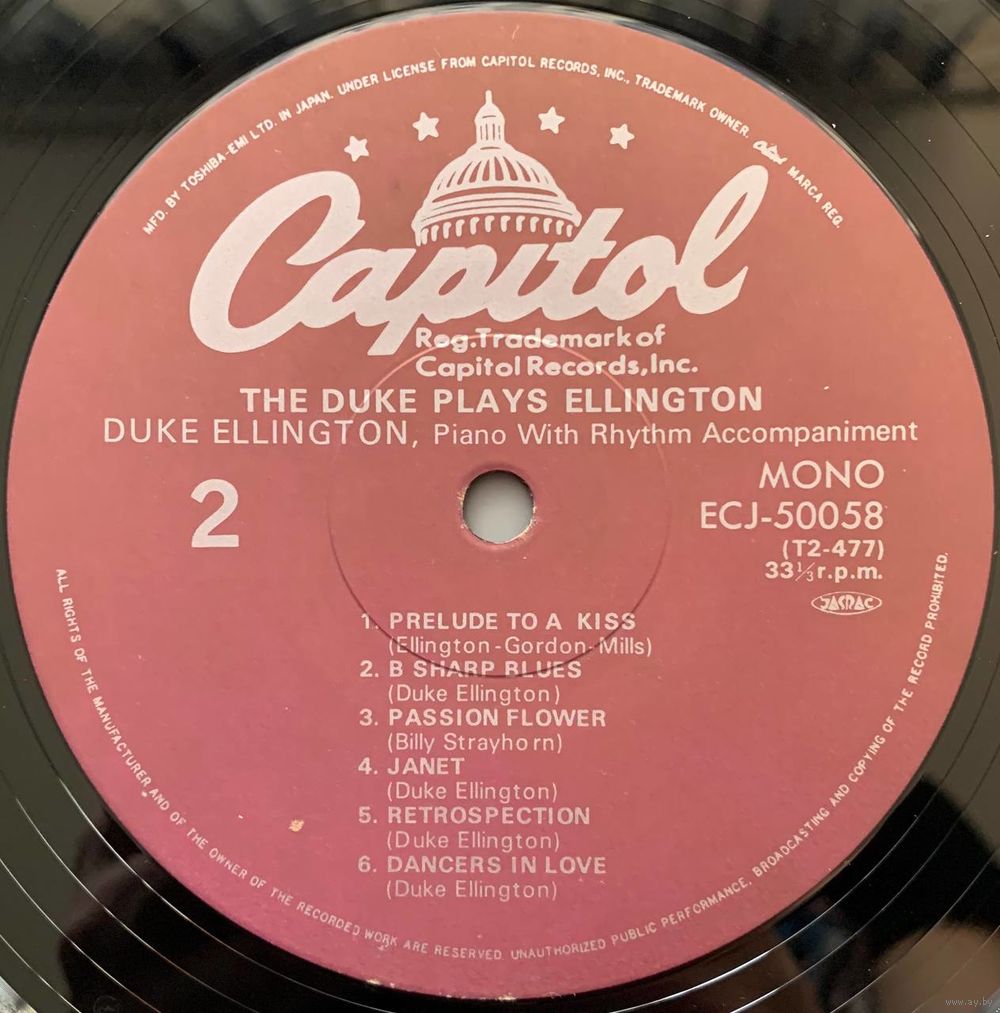 MFD. BY TOSHIBA-EMI LTD. IN JAPAN. UNDER LICENSE FROM CAPITOL RECORDS, INC., TRADEMARK OWNER. Capitol MARCA REG.
Capitol
Reg.Trademark of
Capitol Records,Inc.
THE DUKE PLAYS ELLINGTON
DUKE ELLINGTON, Piano With Rhythm Accompaniment
2
MONO
ECJ-50058
(T2-477)
33⅓r.p.m.
JASRAC
1. PRELUDE TO A KISS
(Ellington-Gordon-Mills)
2. B SHARP BLUES
(Duke Ellington)
3. PASSION FLOWER
(Billy Strayhorn)
4. JANET
(Duke Ellington)
5. RETROSPECTION
(Duke Ellington)
6. DANCERS IN LOVE
(Duke Ellington)
ALL RIGHTS OF THE MANUFACTURER AND OF THE OWNER OF THE RECORDED WORK ARE RESERVED UNAUTHORIZED PUBLIC PERFORMANCE, BROADCASTING AND COPYING OF THE RECORD PROHIBITED.
www.ay.by